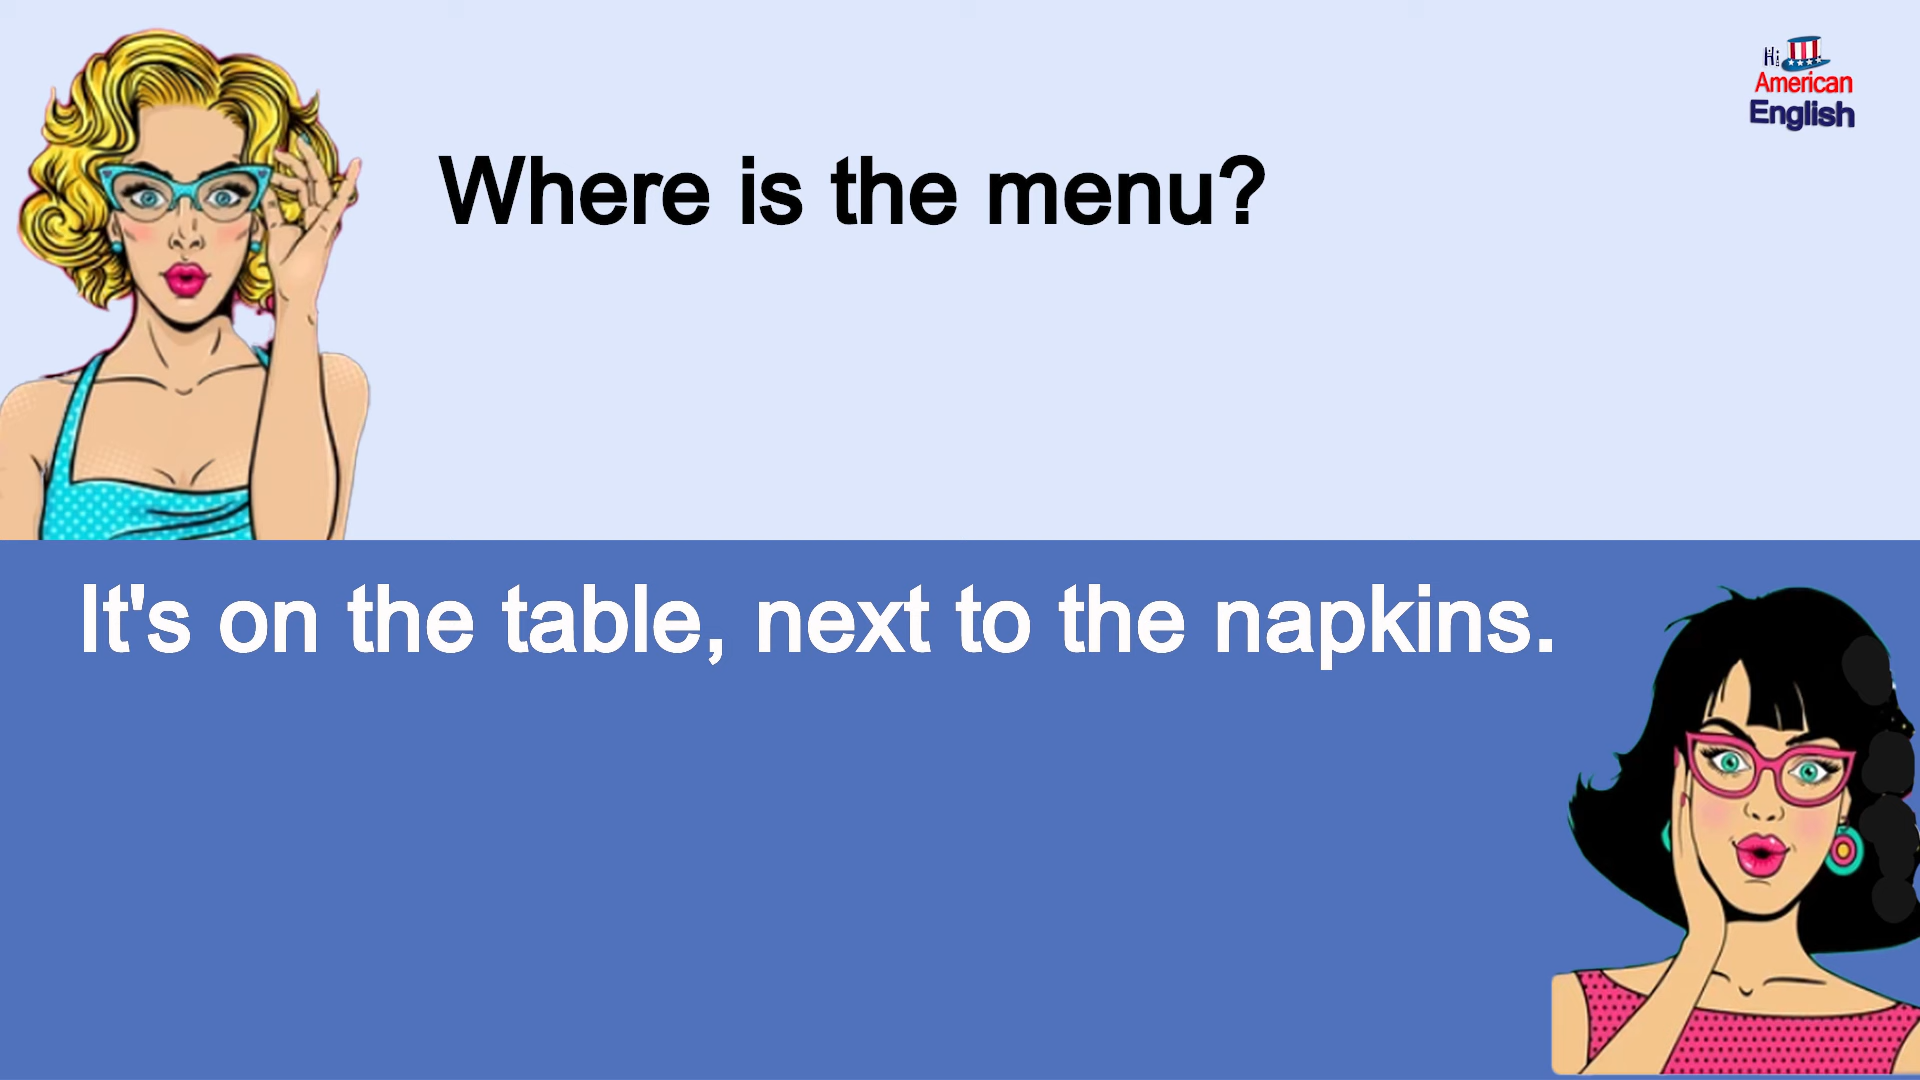 Hi
American
English
Where is the menu?
It's on the table, next to the napkins.